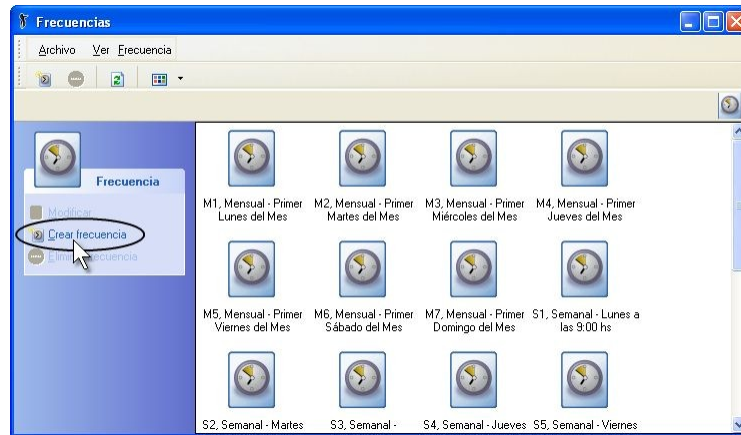 Frecuencias
Archivo Ver Frecuencia
Frecuencia
Modificar
Crear frecuencia
Eliminar frecuencia
M1, Mensual - Primer
Lunes del Mes
M2, Mensual - Primer
Martes del Mes
M3, Mensual - Primer
Miércoles del Mes
M4, Mensual - Primer
Jueves del Mes
M5, Mensual - Primer
Viernes del Mes
M6, Mensual - Primer
Sábado del Mes
M7, Mensual - Primer
Domingo del Mes
S1, Semanal - Lunes a
las 9:00 hs
S2, Semanal - Martes
S3, Semanal -
S4, Semanal - Jueves
S5, Semanal - Viernes